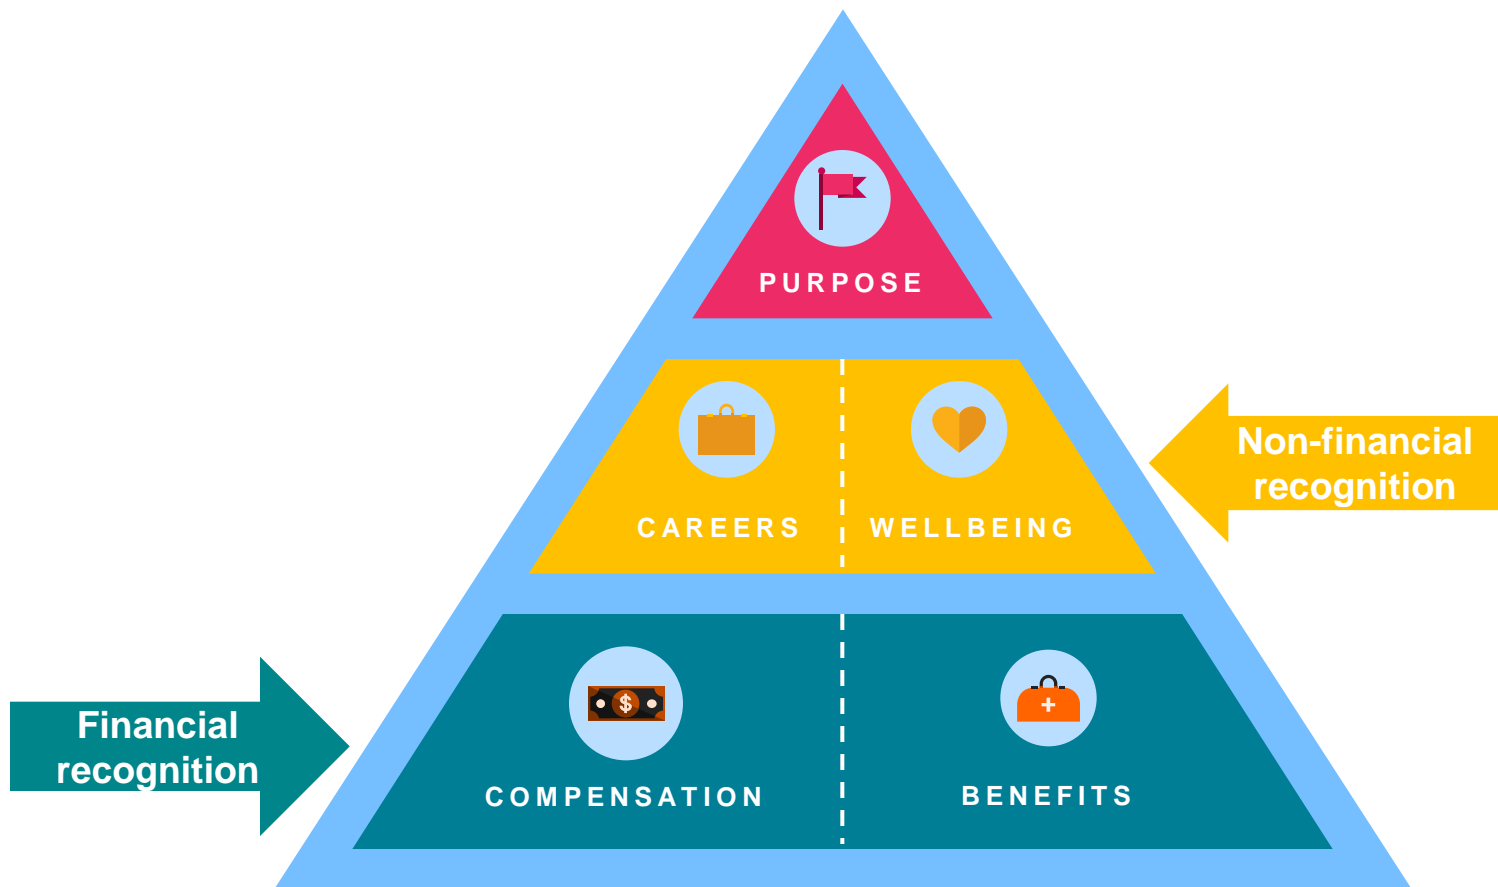 PURPOSE
CAREERS
WELLBEING
Non-financial
recognition
Financial
recognition
$
COMPENSATION
BENEFITS